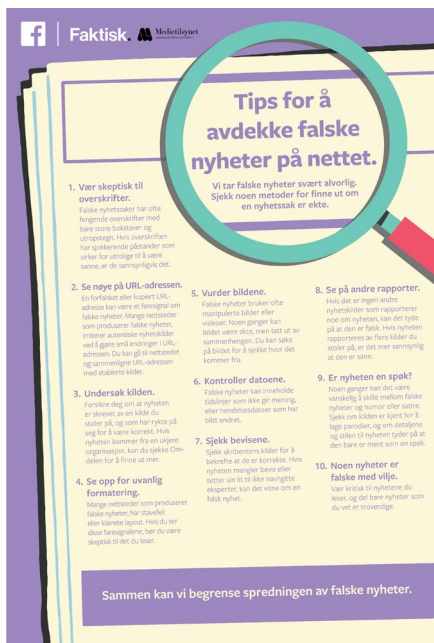 Faktisk.
Medietilsynet
Tips for å
avdekke falske
nyheter på nettet.
Vi tar falske nyheter svært alvorlig.
Sjekk noen metoder for finne ut om
en nyhetssak er ekte.
1. Vær skeptisk til
overskrifter.
Falske nyhetssaker har ofte
fengende overskrifter med
bare store bokstaver og
utropstegn. Hvis overskriften
har sjokkerende påstander som
virker for utrolige til å være
sanne, er de sannsynligvis det.
2. Se nøye på URL-adressen.
En forfalsket eller kopiert URL-
adresse kan være et faresignal om
falske nyheter. Mange nettsteder
som produserer falske nyheter,
imiterer autentiske nyhetskilder
ved å gjøre små endringer i URL-
adressen. Du kan gå til nettstedet
og sammenligne URL-adressen
med etablerte kilder.
3. Undersøk kilden.
Forsikre deg om at nyheten
er skrevet av en kilde du
stoler på, og som har rykte på
seg for å være korrekt. Hvis
nyheten kommer fra en ukjent
organisasjon, kan du sjekke Om-
delen for å finne ut mer.
4. Se opp for uvanlig
formatering.
Mange nettsteder som produserer
falske nyheter, har stavefeil
eller klønete layout. Hvis du ser
disse faresignalene, bør du være
skeptisk til det du leser.
5. Vurder bildene.
Falske nyheter bruker ofte
manipulerte bilder eller
videoer. Noen ganger kan
bildet være ekte, men tatt ut av
sammenhengen. Du kan søke
på bildet for å sjekke hvor det
kommer fra.
6. Kontroller datoene.
Falske nyheter kan inneholde
tidslinjer som ikke gir mening,
eller hendelsesdatoer som har
blitt endret.
7. Sjekk bevisene.
Sjekk skribentens kilder for å
bekrefte at de er korrekte. Hvis
nyheten mangler bevis eller
setter sin lit til ikke navngitte
eksperter, kan det vitne om en
falsk nyhet.
8. Se på andre rapporter.
Hvis det er ingen andre
nyhetskilder som rapporterer
noe om nyheten, kan det tyde
på at den er falsk. Hvis nyheten
rapporteres av flere kilder du
stoler på, er det mer sannsynlig
at den er sann.
9. Er nyheten en spøk?
Noen ganger kan det være
vanskelig å skille mellom falske
nyheter og humor eller satire.
Sjekk om kilden er kjent for å
lage parodier, og om detaljene
og stilen til nyheten tyder på at
den bare er ment som en spøk.
10. Noen nyheter er
falske med vilje.
Vær kritisk til nyhetene du
leser, og del bare nyheter som
du vet er troverdige.
Sammen kan vi begrense spredningen av falske nyheter.